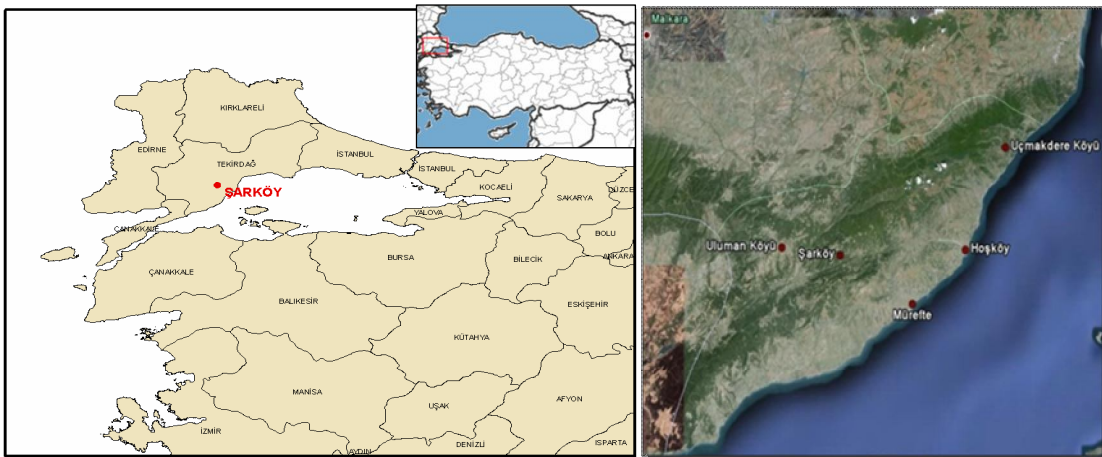 KIRKLARELİ
EDİRNE
TEKİRDAĞ
İSTANBUL
İSTANBUL
KOCAELİ
ŞARKÖY
SAKARYA
DÜZCE
YALOVA
ÇANAKKALE
BOLU
ANKARA
ÇANAKKALE
BURSA
BİLECİK
BALIKESİR
ESKİŞEHİR
KÜTAHYA
MANİSA
UŞAK
AFYON
İZMİR
AYDIN
DENİZLİ
ISPARTA
Malkara
Uçmakdere Köyü
Uluman Köyü
Şarköy
Hoşköy
Mürefte